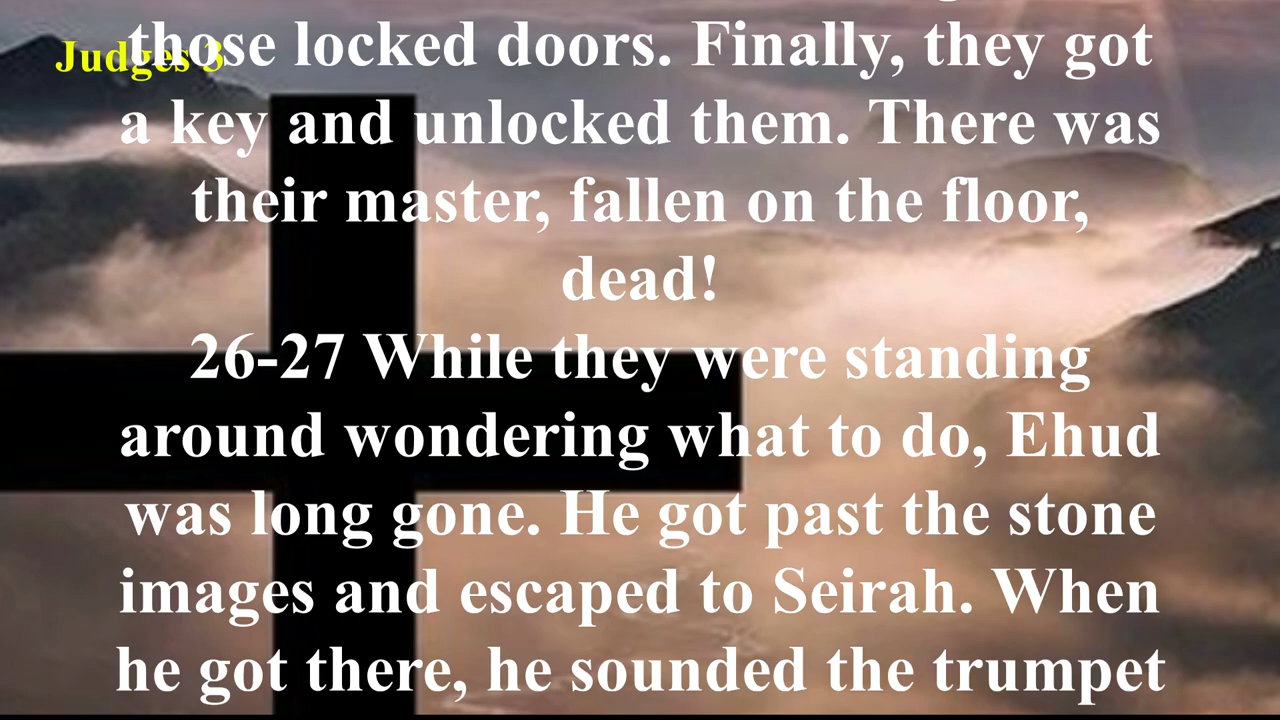 Judges 3
those locked doors. Finally, they got
a key and unlocked them. There was
their master, fallen on the floor,
dead!
26-27 While they were standing
around wondering what to do, Ehud
was long gone. He got past the stone
images and escaped to Seirah. When
he got there, he sounded the trumpet